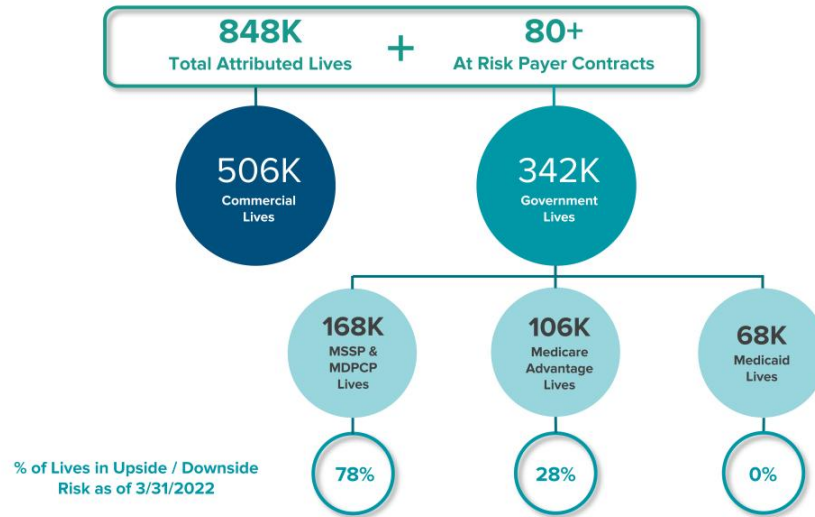 848K
Total Attributed Lives
+
80+
At Risk Payer Contracts
506K
Commercial
Lives
342K
Government
Lives
168K
MSSP &
MDPCP
Lives
106K
Medicare
Advantage
Lives
68K
Medicaid
Lives
% of Lives in Upside / Downside
Risk as of 3/31/2022
78%
28%
0%